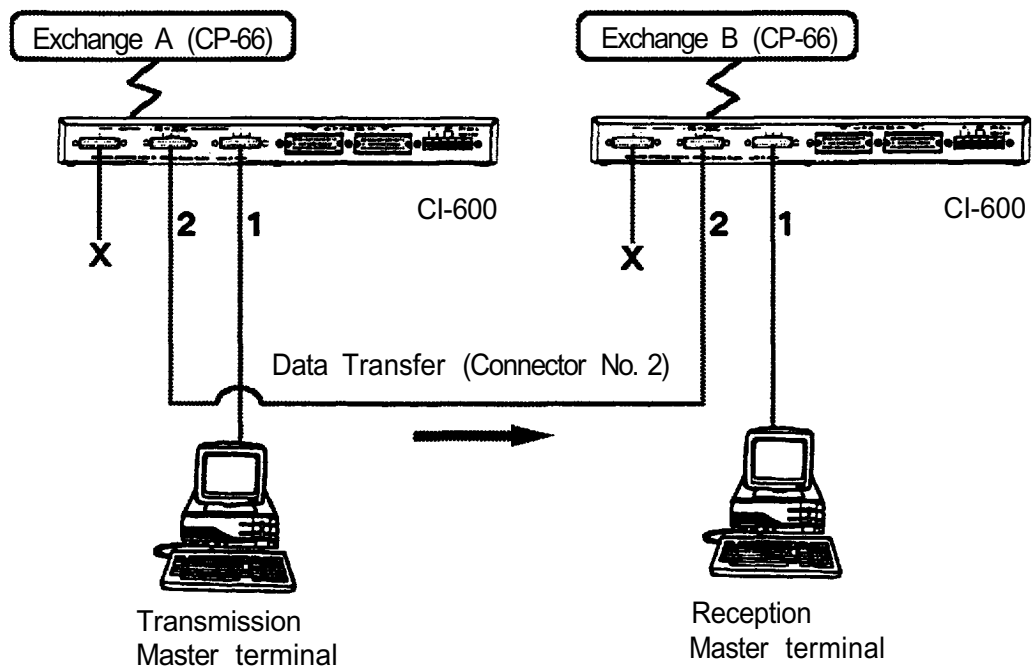 Exchange A (CP-66)
Exchange B (CP-66)
CI-600
CI-600
2
1
2
1
X
X
Data Transfer (Connector No. 2)
Transmission
Master terminal
Reception
Master terminal